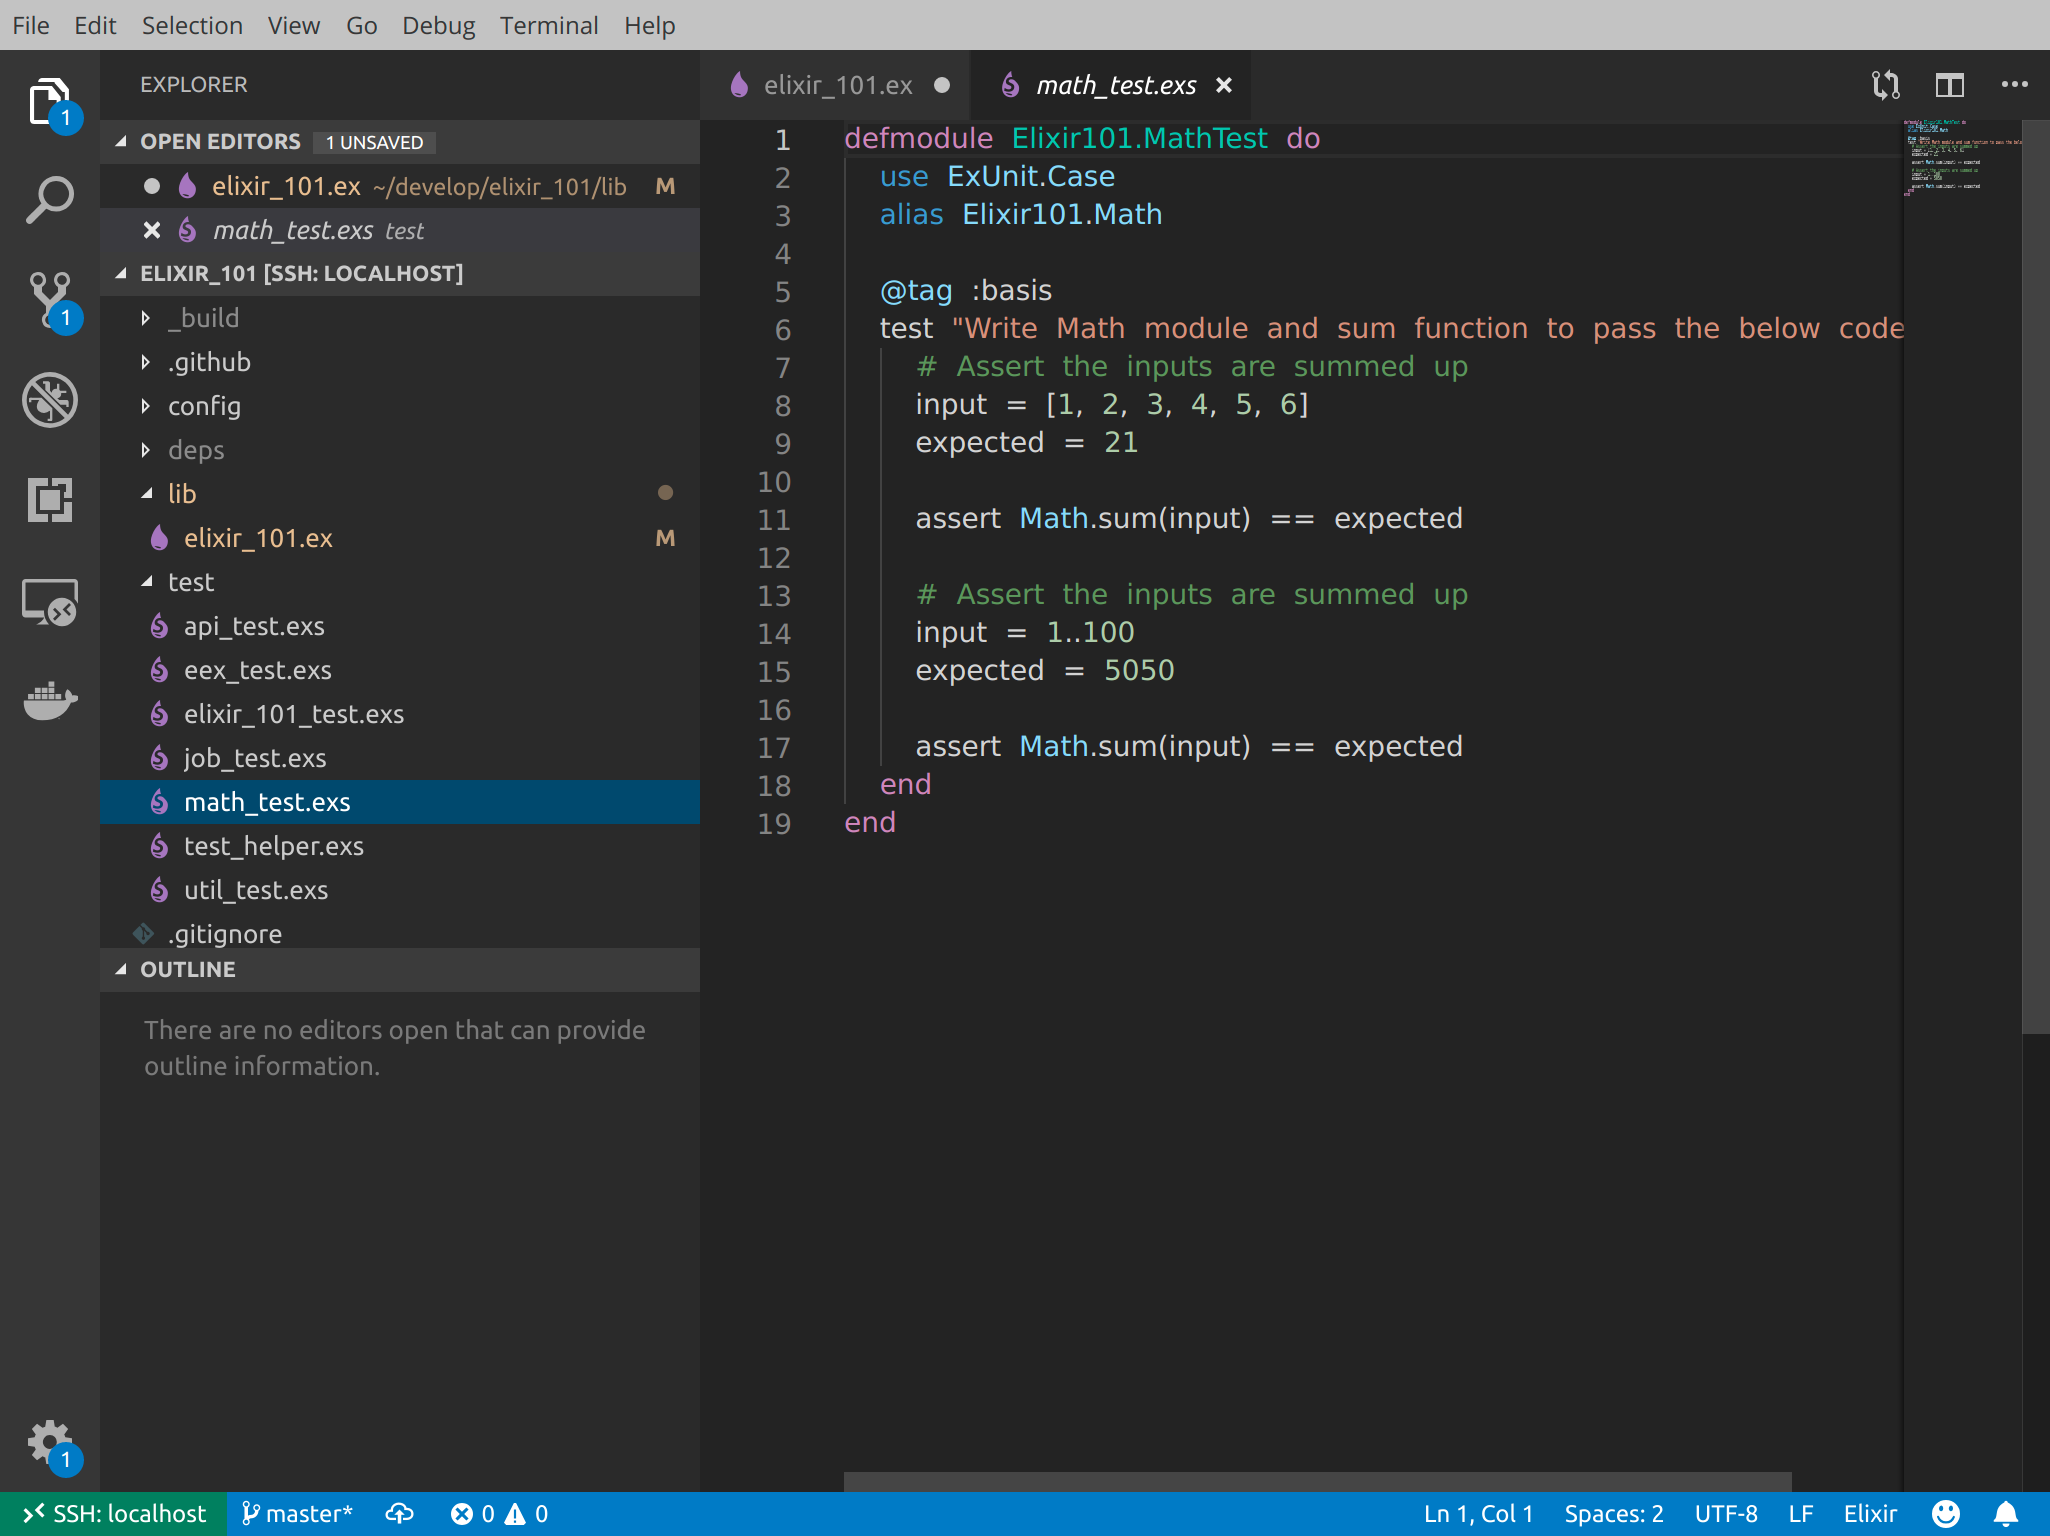 File Edit Selection View Go Debug Terminal Help
EXPLORER
OPEN EDITORS 1 UNSAVED
elixir_101.ex ~/develop/elixir_101/lib M
math_test.exs test
ELIXIR_101 [SSH: LOCALHOST]
_build
.github
config
deps
lib
elixir_101.ex M
test
api_test.exs
eex_test.exs
elixir_101_test.exs
job_test.exs
math_test.exs
test_helper.exs
util_test.exs
.gitignore
OUTLINE
There are no editors open that can provide
outline information.
1
1
1
elixir_101.ex math_test.exs
1 defmodule Elixir101.MathTest do
2 use ExUnit.Case
3 alias Elixir101.Math
4
5 @tag :basis
6 test "Write Math module and sum function to pass the below code
7 # Assert the inputs are summed up
8 input = [1, 2, 3, 4, 5, 6]
9 expected = 21
10
11 assert Math.sum(input) == expected
12
13 # Assert the inputs are summed up
14 input = 1..100
15 expected = 5050
16
17 assert Math.sum(input) == expected
18 end
19 end
SSH: localhost master* 0 0 Ln 1, Col 1 Spaces: 2 UTF-8 LF Elixir